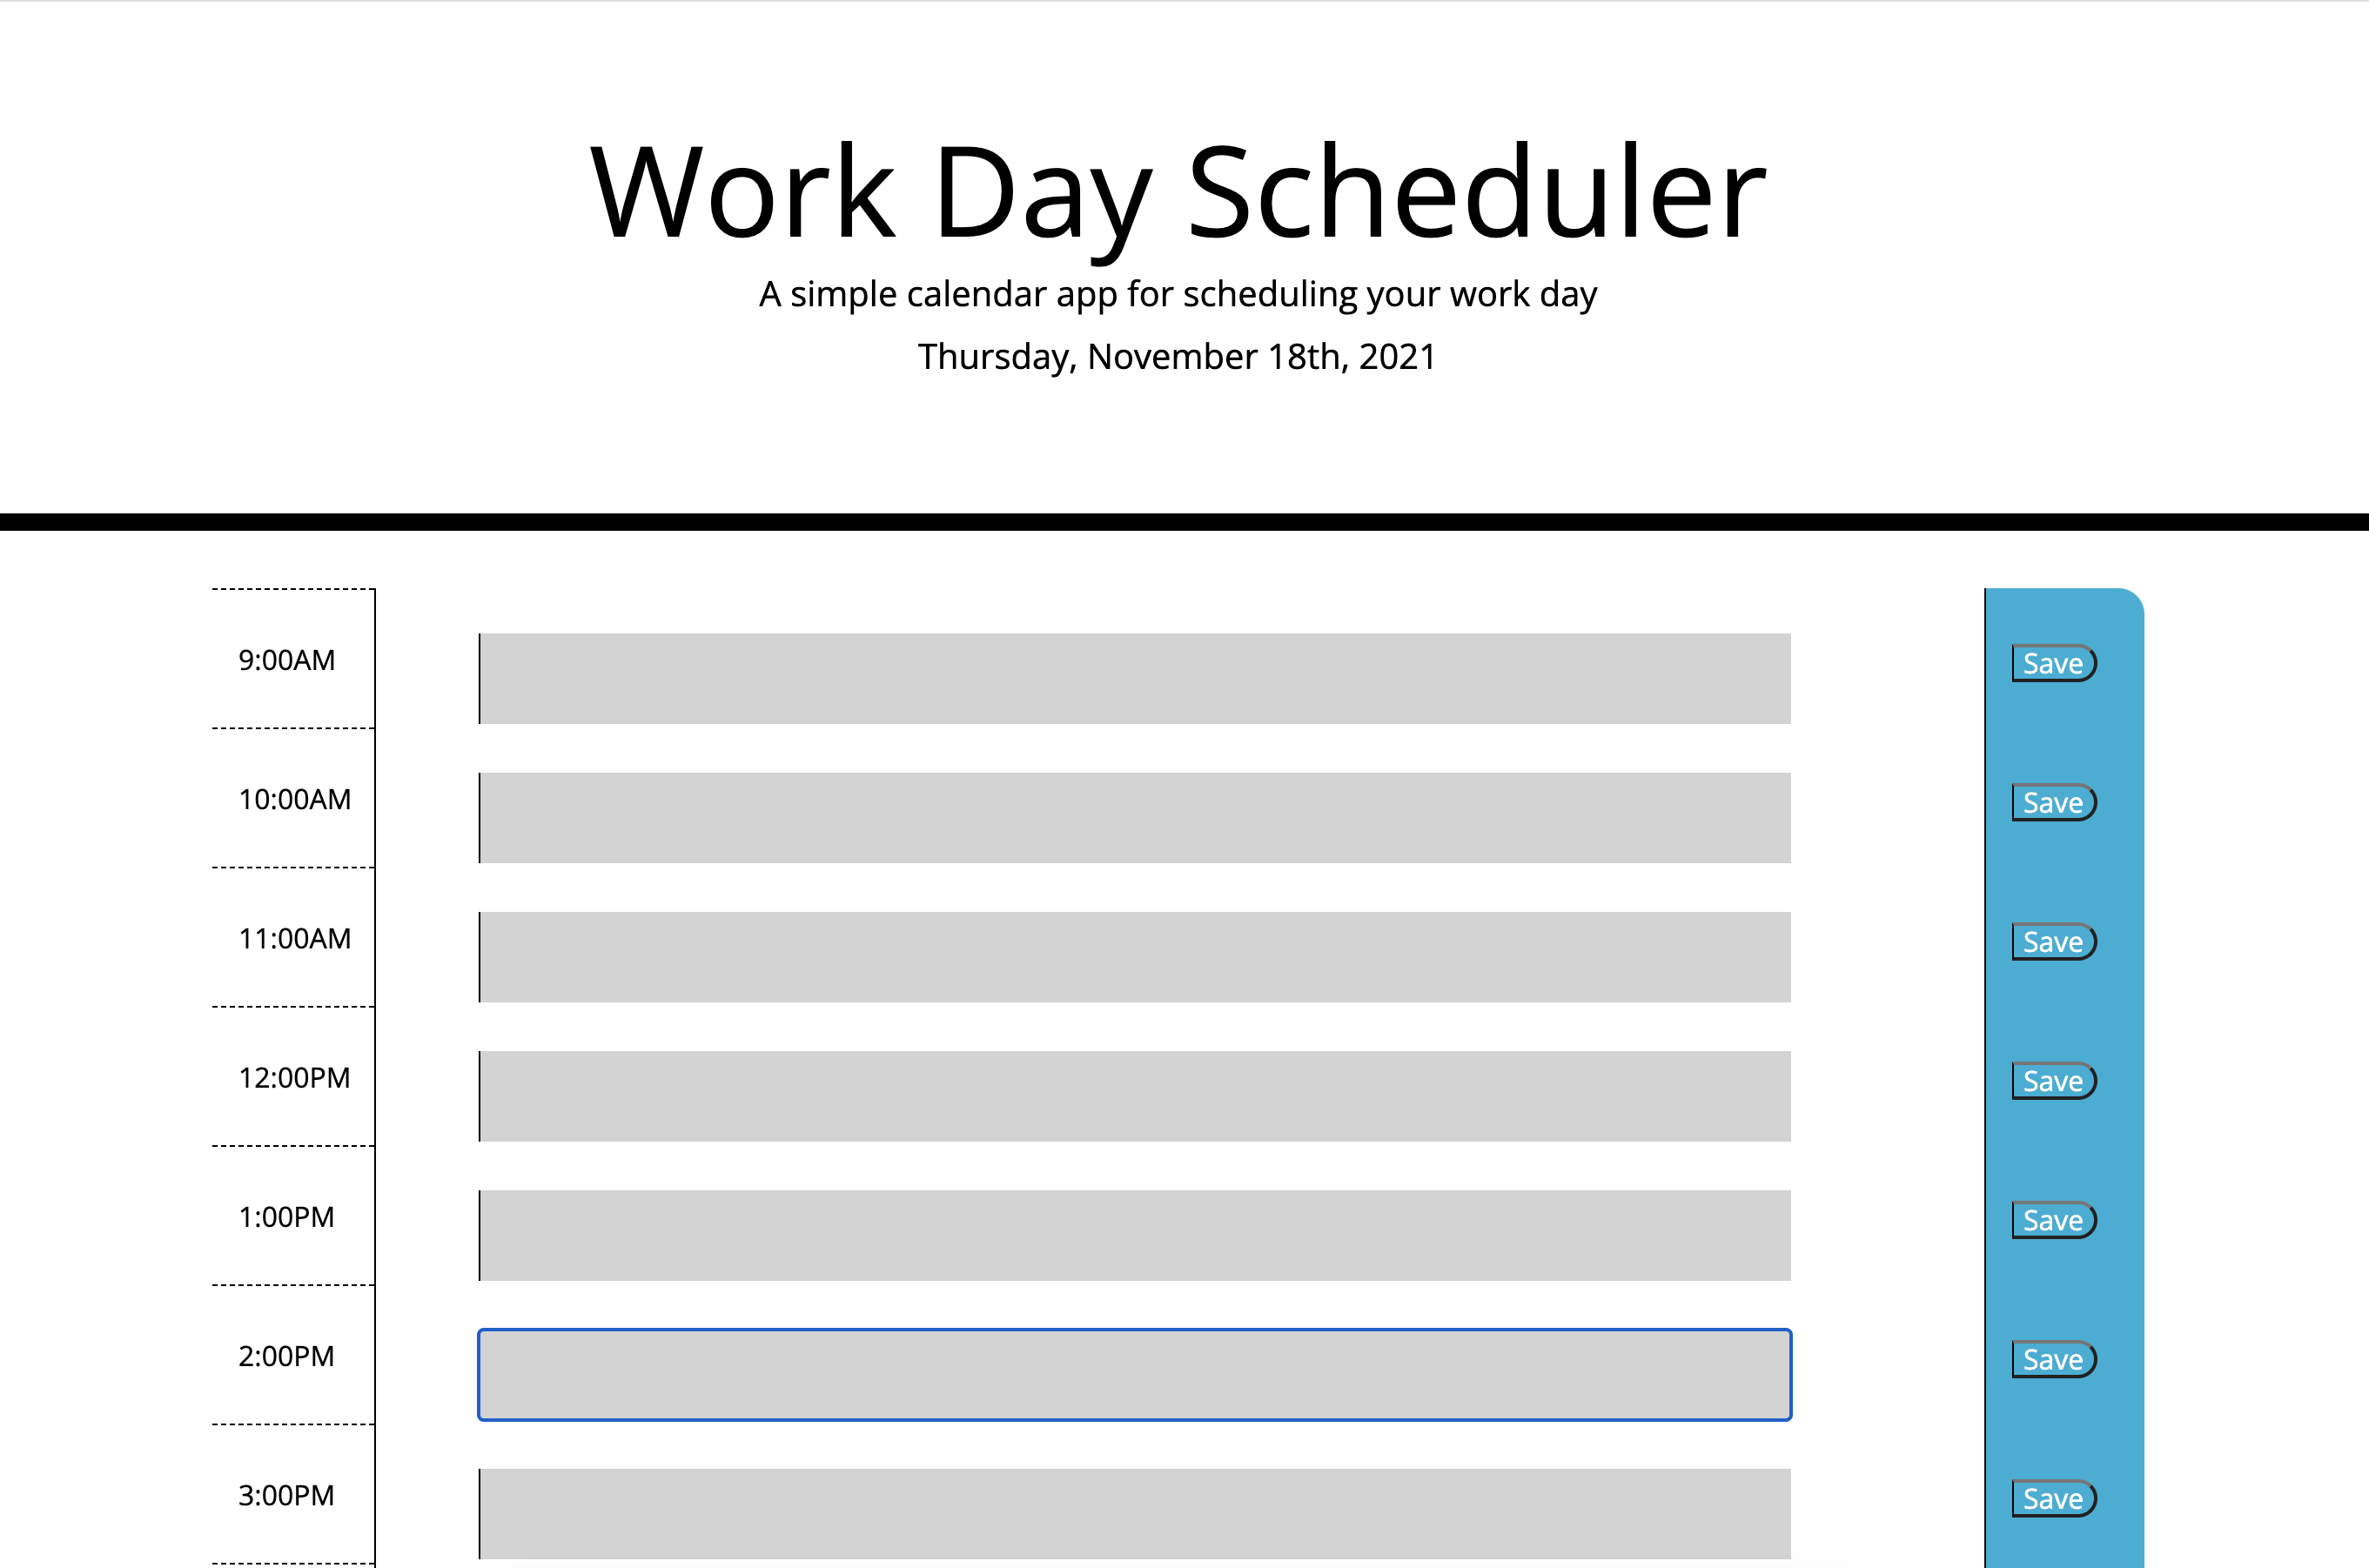 Work Day Scheduler
A simple calendar app for scheduling your work day
Thursday, November 18th, 2021
9:00AM Save
10:00AM Save
11:00AM Save
12:00PM Save
1:00PM Save
2:00PM Save
3:00PM Save